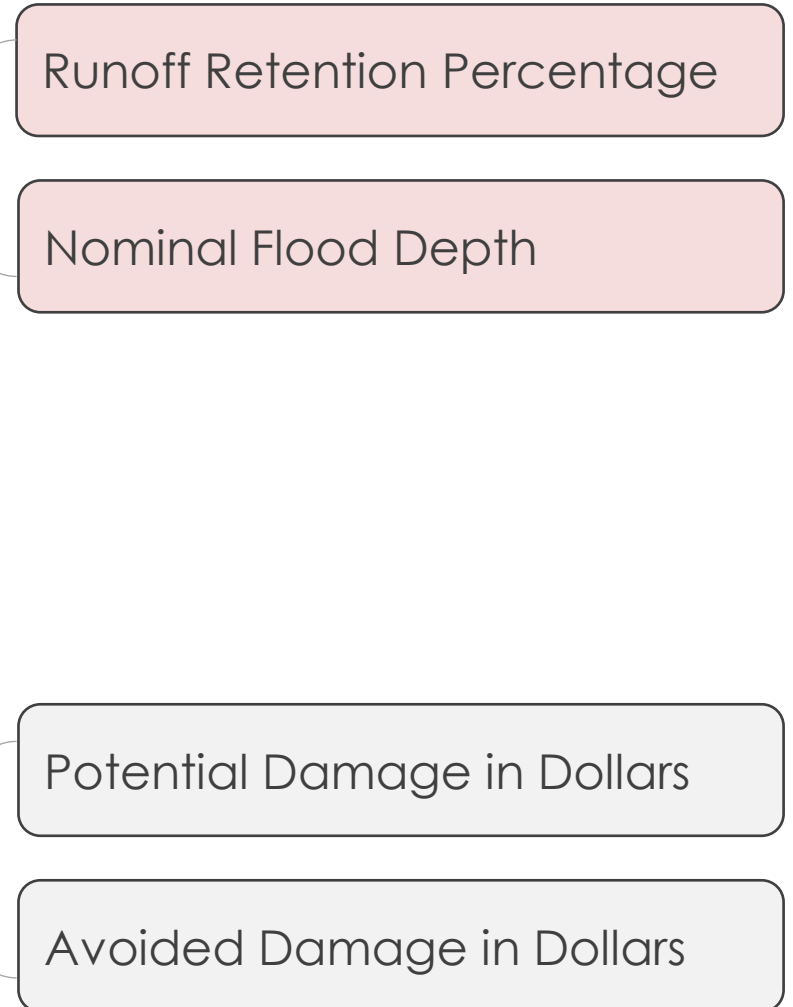 Runoff Retention Percentage
Nominal Flood Depth
Potential Damage in Dollars
Avoided Damage in Dollars